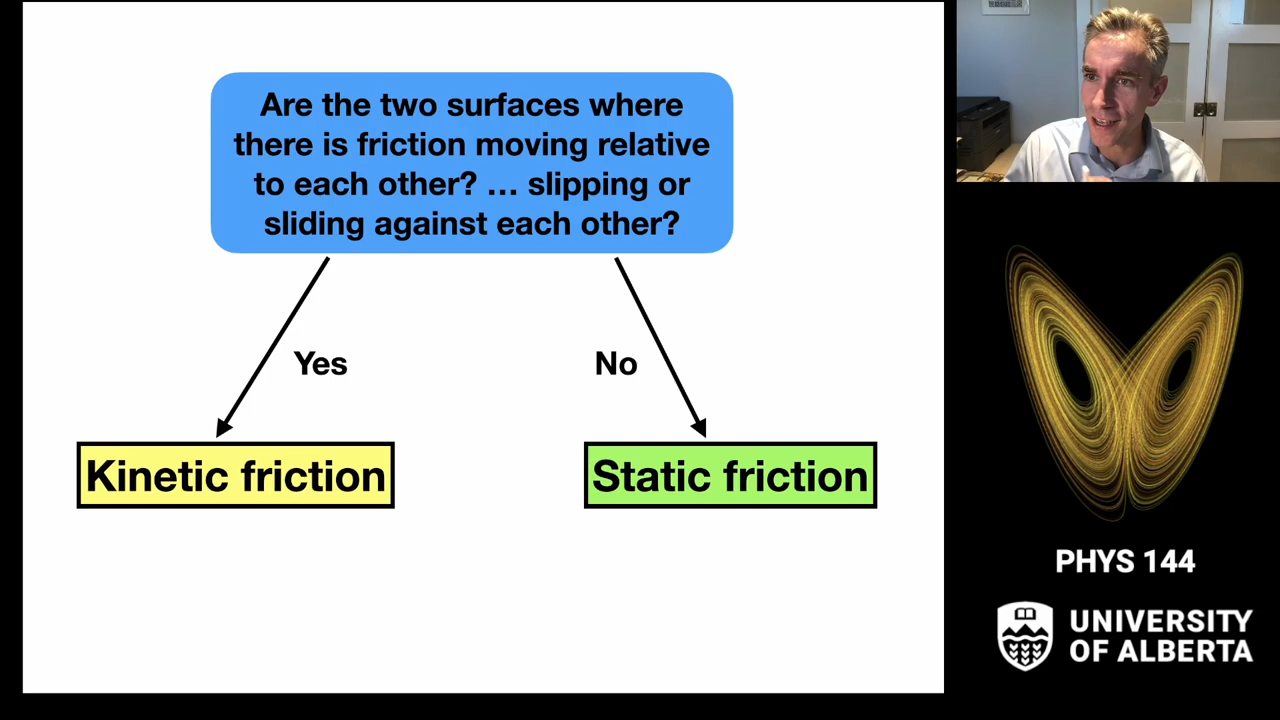 Are the two surfaces where
there is friction moving relative
to each other? … slipping or
sliding against each other?
Yes
No
Kinetic friction
Static friction
PHYS 144
UNIVERSITY
OF ALBERTA